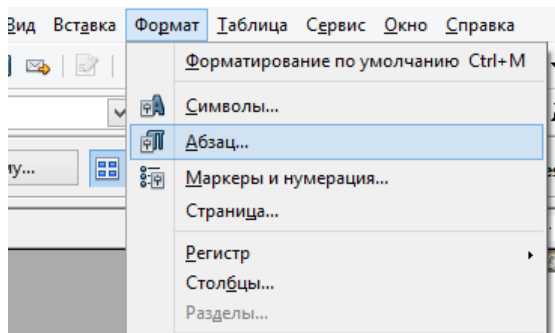 Вид Вставка Формат Таблица Сервис Окно Справка
Форматирование по умолчанию Ctrl+M
Символы...
Абзац...
му...
Маркеры и нумерация...
Страница...
Регистр
Столбцы...
Разделы...